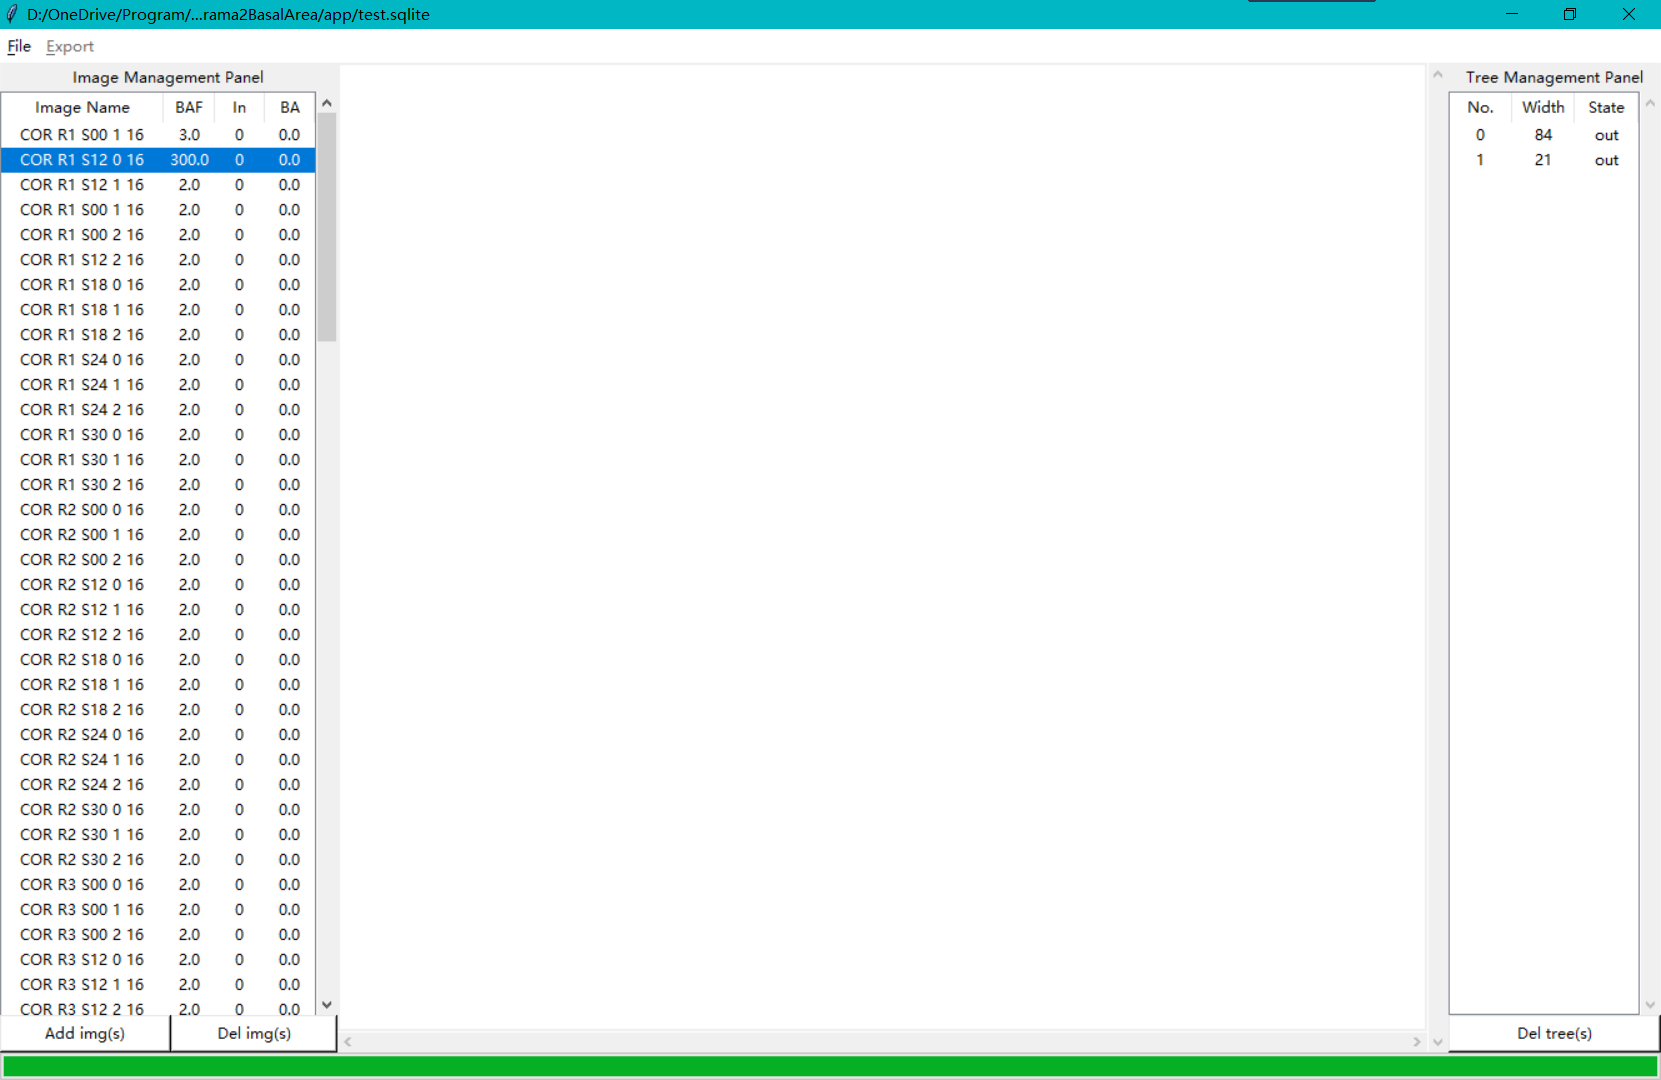 D:/OneDrive/Program/...rama2BasalArea/app/test.sqlite
File Export
Image Management Panel
Image Name BAF In BA
COR R1 S00 1 16 3.0 0 0.0
COR R1 S12 0 16 300.0 0 0.0
COR R1 S12 1 16 2.0 0 0.0
COR R1 S00 1 16 2.0 0 0.0
COR R1 S00 2 16 2.0 0 0.0
COR R1 S12 2 16 2.0 0 0.0
COR R1 S18 0 16 2.0 0 0.0
COR R1 S18 1 16 2.0 0 0.0
COR R1 S18 2 16 2.0 0 0.0
COR R1 S24 0 16 2.0 0 0.0
COR R1 S24 1 16 2.0 0 0.0
COR R1 S24 2 16 2.0 0 0.0
COR R1 S30 0 16 2.0 0 0.0
COR R1 S30 1 16 2.0 0 0.0
COR R1 S30 2 16 2.0 0 0.0
COR R2 S00 0 16 2.0 0 0.0
COR R2 S00 1 16 2.0 0 0.0
COR R2 S00 2 16 2.0 0 0.0
COR R2 S12 0 16 2.0 0 0.0
COR R2 S12 1 16 2.0 0 0.0
COR R2 S12 2 16 2.0 0 0.0
COR R2 S18 0 16 2.0 0 0.0
COR R2 S18 1 16 2.0 0 0.0
COR R2 S18 2 16 2.0 0 0.0
COR R2 S24 0 16 2.0 0 0.0
COR R2 S24 1 16 2.0 0 0.0
COR R2 S24 2 16 2.0 0 0.0
COR R2 S30 0 16 2.0 0 0.0
COR R2 S30 1 16 2.0 0 0.0
COR R2 S30 2 16 2.0 0 0.0
COR R3 S00 0 16 2.0 0 0.0
COR R3 S00 1 16 2.0 0 0.0
COR R3 S00 2 16 2.0 0 0.0
COR R3 S12 0 16 2.0 0 0.0
COR R3 S12 1 16 2.0 0 0.0
COR R3 S12 2 16 2.0 0 0.0
Add img(s) Del img(s)
Tree Management Panel
No. Width State
0 84 out
1 21 out
Del tree(s)